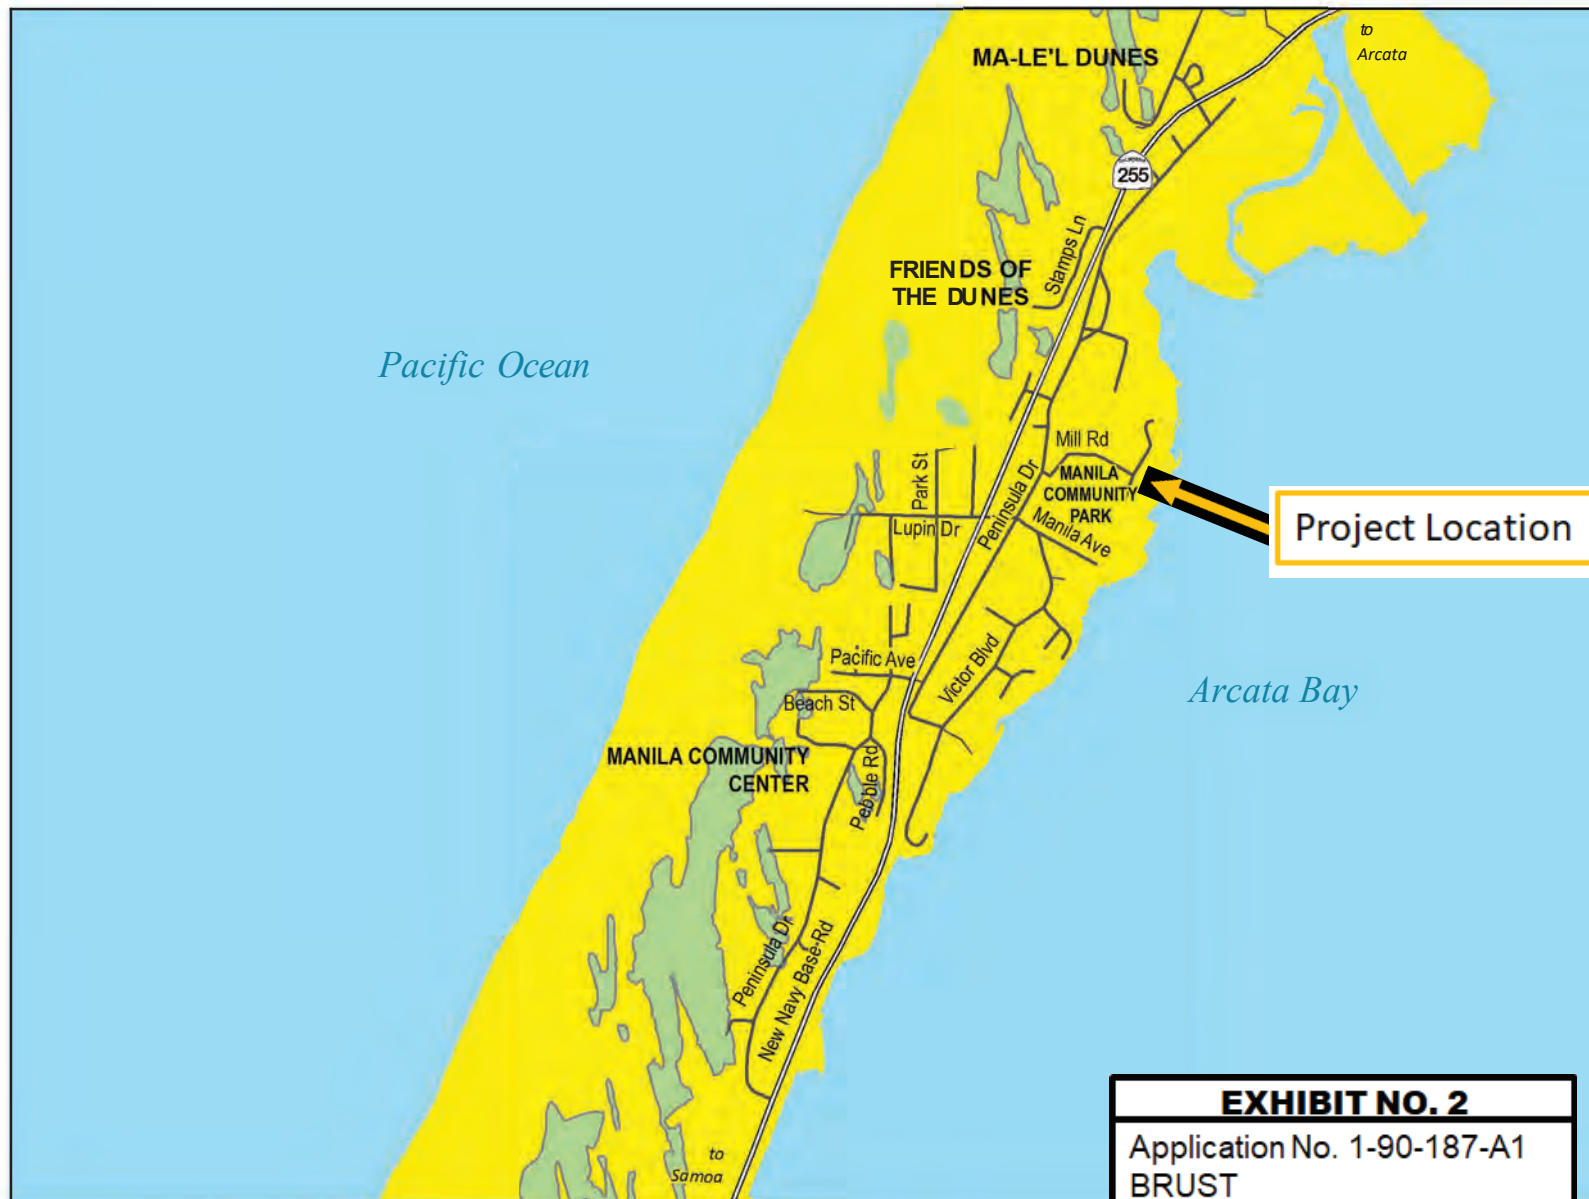 to
Arcata
MA-LE'L DUNES
255
Stamps Ln
FRIENDS OF
THE DUNES
Pacific Ocean
Mill Rd
MANILA
COMMUNITY
PARK
Park St
Peninsula Dr
Lupin Dr
Manila Ave
Project Location
Pacific Ave
Victor Blvd
Arcata Bay
Beach St
MANILA COMMUNITY
CENTER
Pebble Rd
Peninsula Dr
New Navy Base Rd
to
Samoa
EXHIBIT NO. 2
Application No. 1-90-187-A1
BRUST